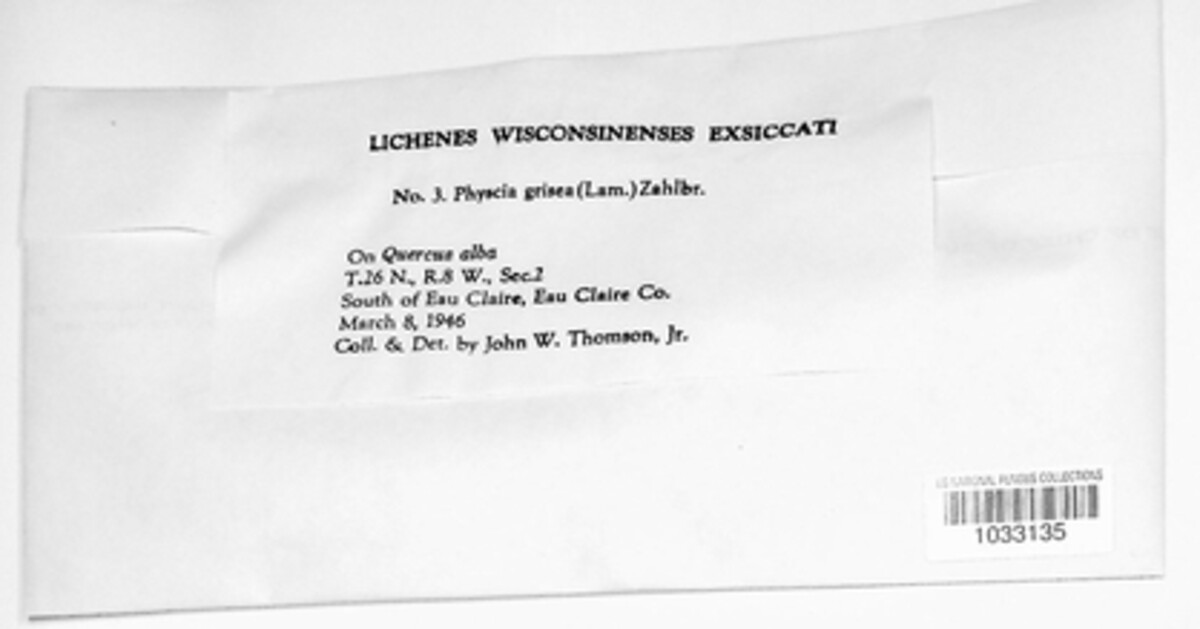 LICHENES WISCONSINENSES EXSICCATI
No. 3. Physcia grisea (Lam.) Zahlbr.
On Quercus alba
T.26 N., R.8 W., Sec.2
South of Eau Claire, Eau Claire Co.
March 8, 1946
Coll. & Det. by John W. Thomson, Jr.
US NATIONAL FUNGUS COLLECTIONS
1033135